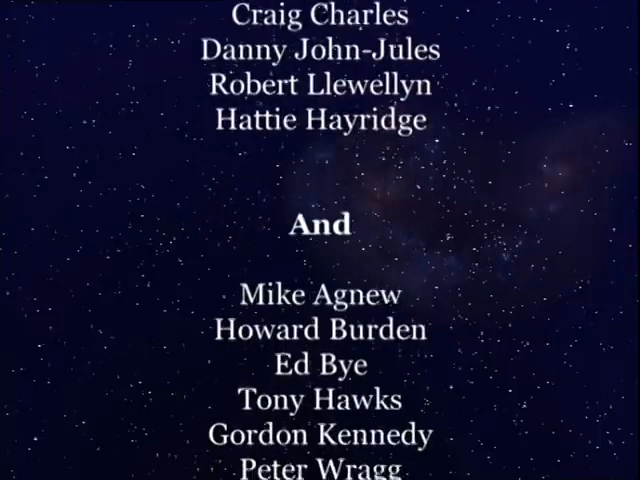 Craig Charles
Danny John-Jules
Robert Llewellyn
Hattie Hayridge
And
Mike Agnew
Howard Burden
Ed Bye
Tony Hawks
Gordon Kennedy
Peter Wragg